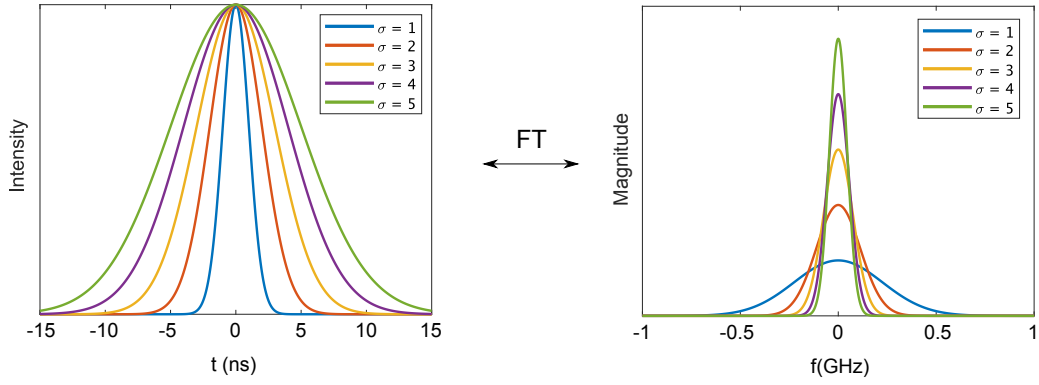 σ = 1
σ = 2
σ = 3
σ = 4
σ = 5
Intensity
-15
-10
-5
0
5
10
15
t (ns)
FT
σ = 1
σ = 2
σ = 3
σ = 4
σ = 5
Magnitude
-1
-0.5
0
0.5
1
f(GHz)